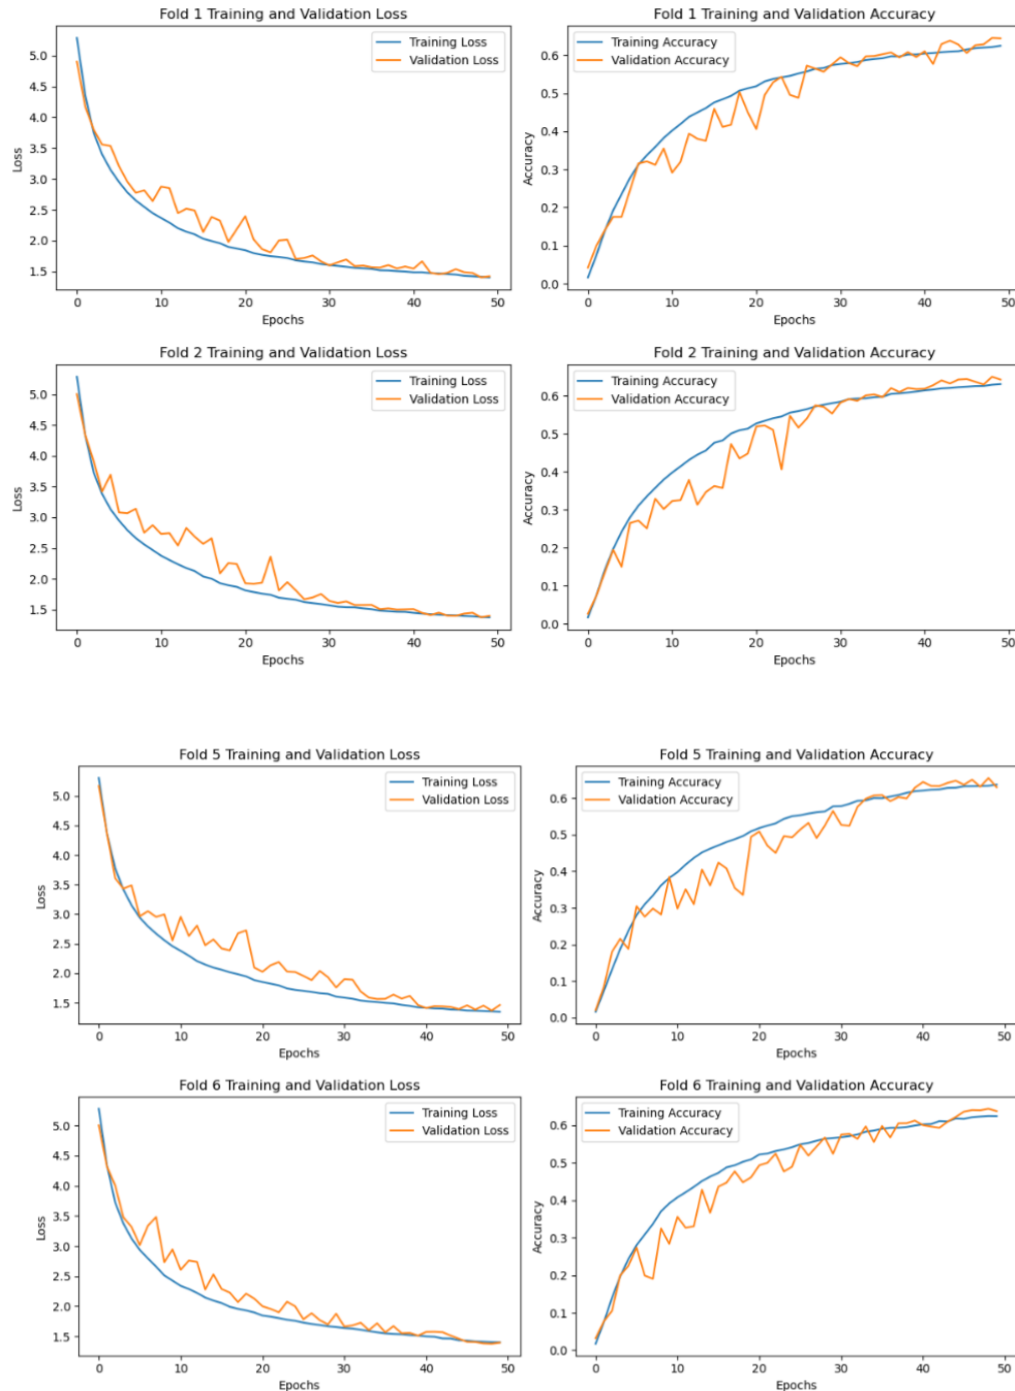 Fold 1 Training and Validation Loss
Training Loss
Validation Loss
Loss
5.0
4.5
4.0
3.5
3.0
2.5
2.0
1.5
0 10 20 30 40 50
Epochs
Fold 1 Training and Validation Accuracy
Training Accuracy
Validation Accuracy
Accuracy
0.6
0.5
0.4
0.3
0.2
0.1
0.0
0 10 20 30 40 50
Epochs
Fold 2 Training and Validation Loss
Training Loss
Validation Loss
Loss
5.0
4.5
4.0
3.5
3.0
2.5
2.0
1.5
0 10 20 30 40 50
Epochs
Fold 2 Training and Validation Accuracy
Training Accuracy
Validation Accuracy
Accuracy
0.6
0.5
0.4
0.3
0.2
0.1
0.0
0 10 20 30 40 50
Epochs
Fold 5 Training and Validation Loss
Training Loss
Validation Loss
Loss
5.0
4.5
4.0
3.5
3.0
2.5
2.0
1.5
0 10 20 30 40 50
Epochs
Fold 5 Training and Validation Accuracy
Training Accuracy
Validation Accuracy
Accuracy
0.6
0.5
0.4
0.3
0.2
0.1
0.0
0 10 20 30 40 50
Epochs
Fold 6 Training and Validation Loss
Training Loss
Validation Loss
Loss
5.0
4.5
4.0
3.5
3.0
2.5
2.0
1.5
0 10 20 30 40 50
Epochs
Fold 6 Training and Validation Accuracy
Training Accuracy
Validation Accuracy
Accuracy
0.6
0.5
0.4
0.3
0.2
0.1
0.0
0 10 20 30 40 50
Epochs